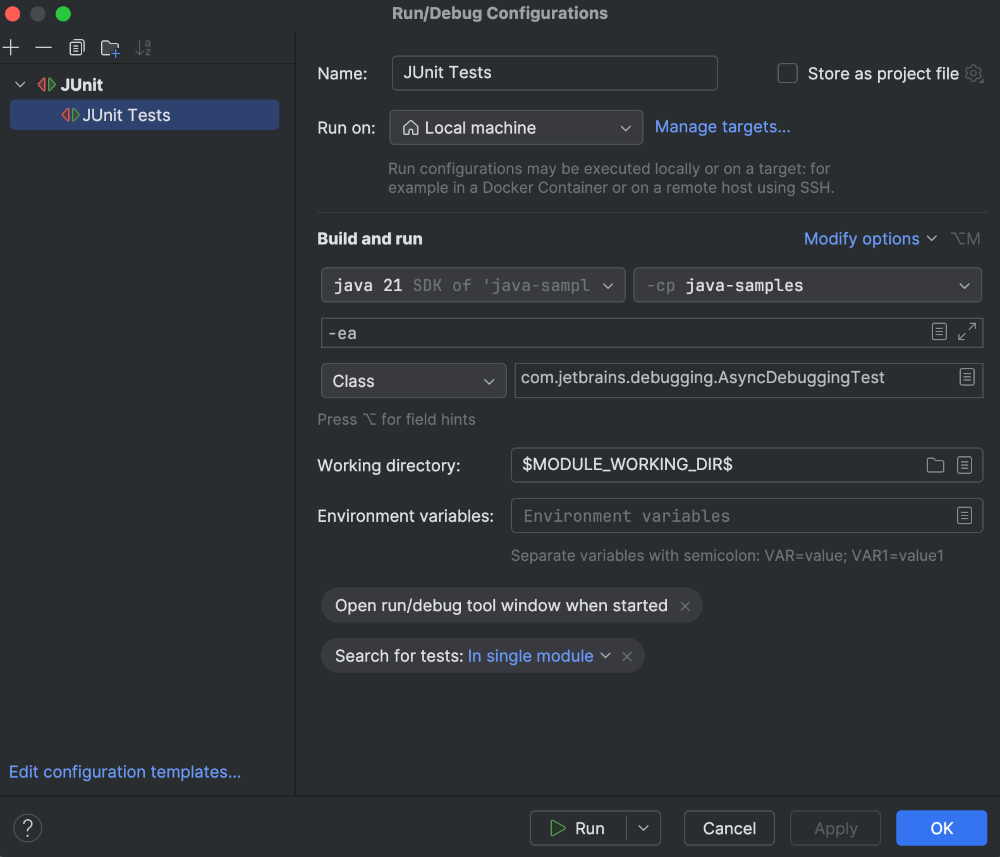 Run/Debug Configurations
JUnit
JUnit Tests
Edit configuration templates...
Name: JUnit Tests Store as project file
Run on: Local machine Manage targets...
Run configurations may be executed locally or on a target: for
example in a Docker Container or on a remote host using SSH.
Build and run Modify options ⌥M
java 21 SDK of 'java-sampl -cp java-samples
-ea
Class com.jetbrains.debugging.AsyncDebuggingTest
Press ⌥ for field hints
Working directory: $MODULE_WORKING_DIR$
Environment variables: Environment variables
Separate variables with semicolon: VAR=value; VAR1=value1
Open run/debug tool window when started
Search for tests: In single module
? Run Cancel Apply OK